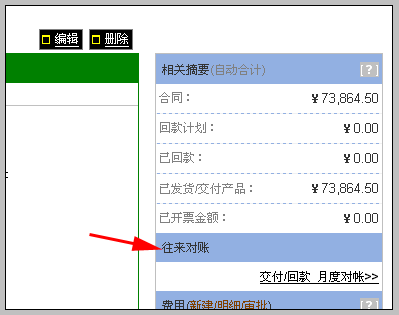 编辑 删除
相关摘要(自动合计) [?]
合同： ¥73,864.50
回款计划： ¥0.00
已回款： ¥0.00
已发货/交付产品： ¥73,864.50
已开票金额： ¥0.00
往来对账
交付/回款 月度对帐>>
费用(新建/明细/审批) [?]